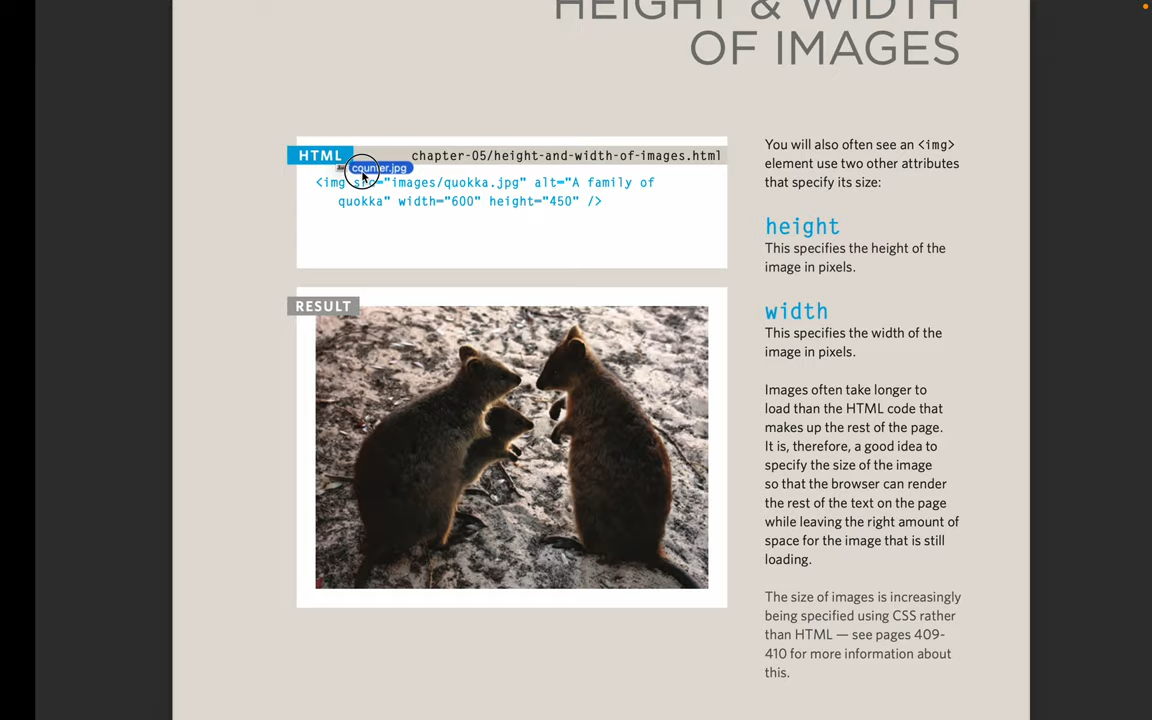 HEIGHT & WIDTH
OF IMAGES
HTML
chapter-05/height-and-width-of-images.html
counter.jpg
<img src="images/quokka.jpg" alt="A family of
quokka" width="600" height="450" />
RESULT
You will also often see an <img>
element use two other attributes
that specify its size:
height
This specifies the height of the
image in pixels.
width
This specifies the width of the
image in pixels.
Images often take longer to
load than the HTML code that
makes up the rest of the page.
It is, therefore, a good idea to
specify the size of the image
so that the browser can render
the rest of the text on the page
while leaving the right amount of
space for the image that is still
loading.
The size of images is increasingly
being specified using CSS rather
than HTML — see pages 409-
410 for more information about
this.